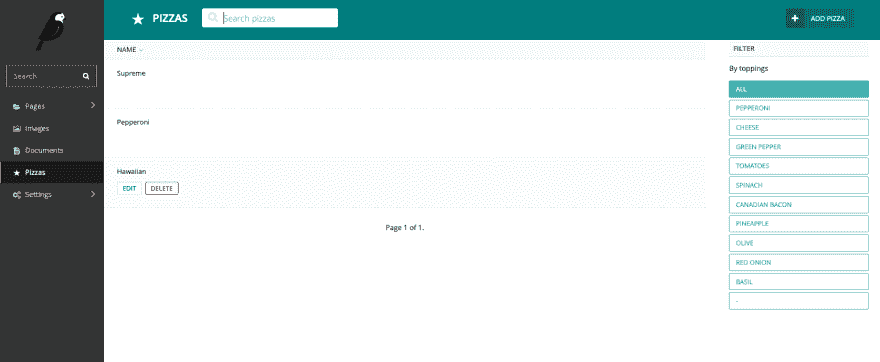 PIZZAS
Search pizzas
ADD PIZZA
Search
Pages
Images
Documents
Pizzas
Settings
NAME
Supreme
Pepperoni
Hawaiian
EDIT
DELETE
Page 1 of 1.
FILTER
By toppings
ALL
PEPPERONI
CHEESE
GREEN PEPPER
TOMATOES
SPINACH
CANADIAN BACON
PINEAPPLE
OLIVE
RED ONION
BASIL
-